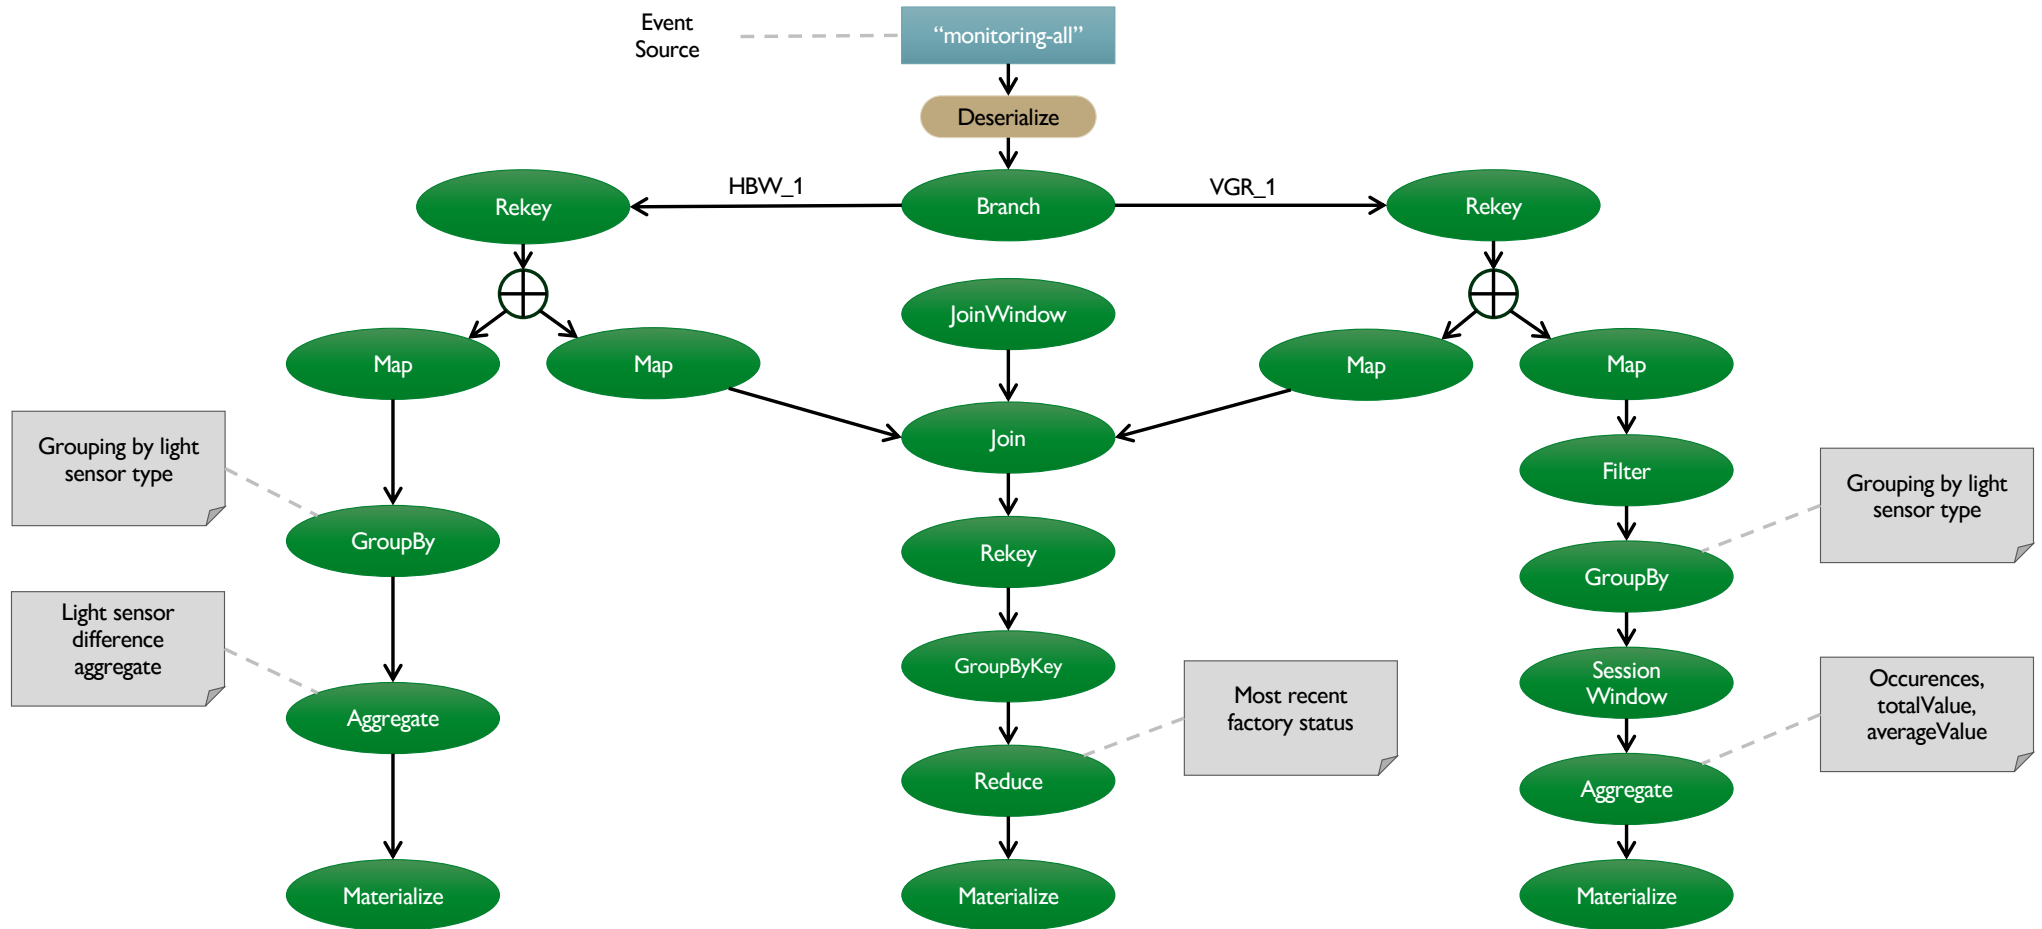 Event
Source
“monitoring-all”
Deserialize
HBW_1
VGR_1
Rekey
Branch
Rekey
JoinWindow
Map
Map
Map
Map
Join
Grouping by light
sensor type
Filter
Grouping by light
sensor type
GroupBy
Rekey
GroupBy
Light sensor
difference
aggregate
GroupByKey
Session
Window
Most recent
factory status
Occurences,
totalValue,
averageValue
Aggregate
Reduce
Aggregate
Materialize
Materialize
Materialize